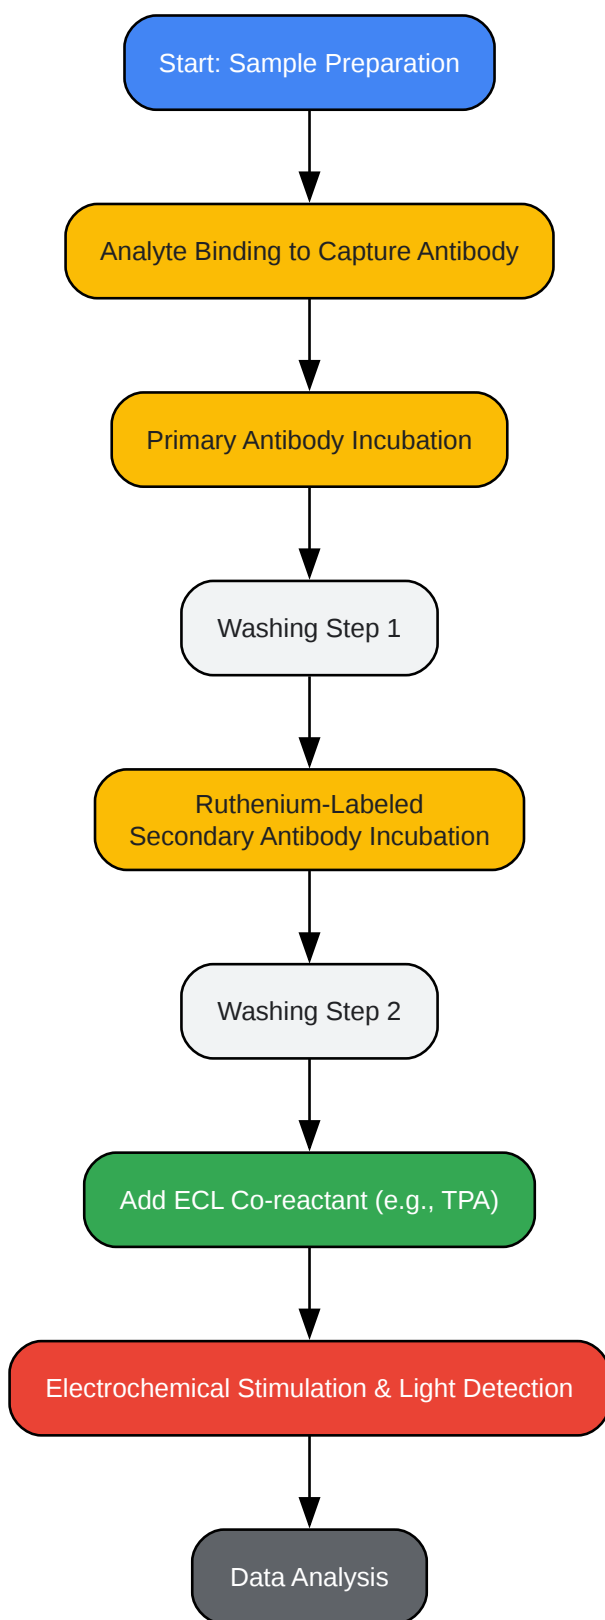 Start: Sample Preparation
Analyte Binding to Capture Antibody
Primary Antibody Incubation
Washing Step 1
Ruthenium-Labeled
Secondary Antibody Incubation
Washing Step 2
Add ECL Co-reactant (e.g., TPA)
Electrochemical Stimulation & Light Detection
Data Analysis